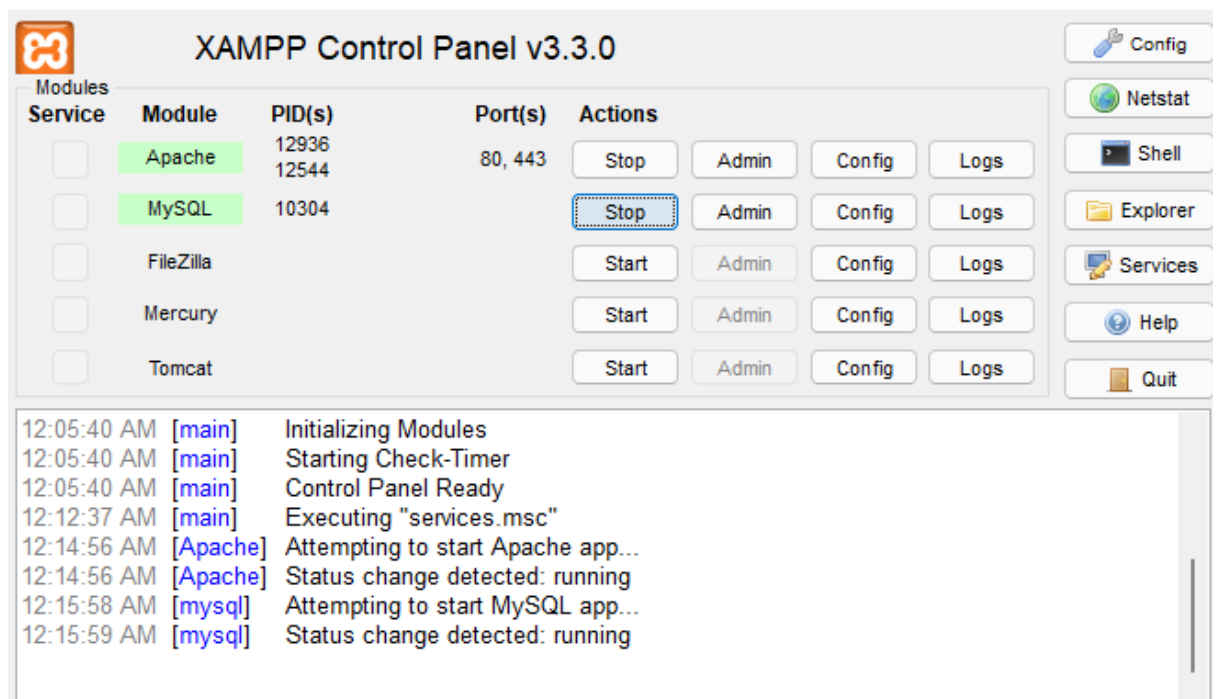 XAMPP Control Panel v3.3.0
Config
Modules
Netstat
Service Module PID(s) Port(s) Actions
Apache 12936 12544 80, 443 Stop Admin Config Logs
Shell
MySQL 10304 Stop Admin Config Logs
Explorer
FileZilla Start Admin Config Logs
Services
Mercury Start Admin Config Logs
Help
Tomcat Start Admin Config Logs
Quit
12:05:40 AM [main] Initializing Modules
12:05:40 AM [main] Starting Check-Timer
12:05:40 AM [main] Control Panel Ready
12:12:37 AM [main] Executing "services.msc"
12:14:56 AM [Apache] Attempting to start Apache app...
12:14:56 AM [Apache] Status change detected: running
12:15:58 AM [mysql] Attempting to start MySQL app...
12:15:59 AM [mysql] Status change detected: running